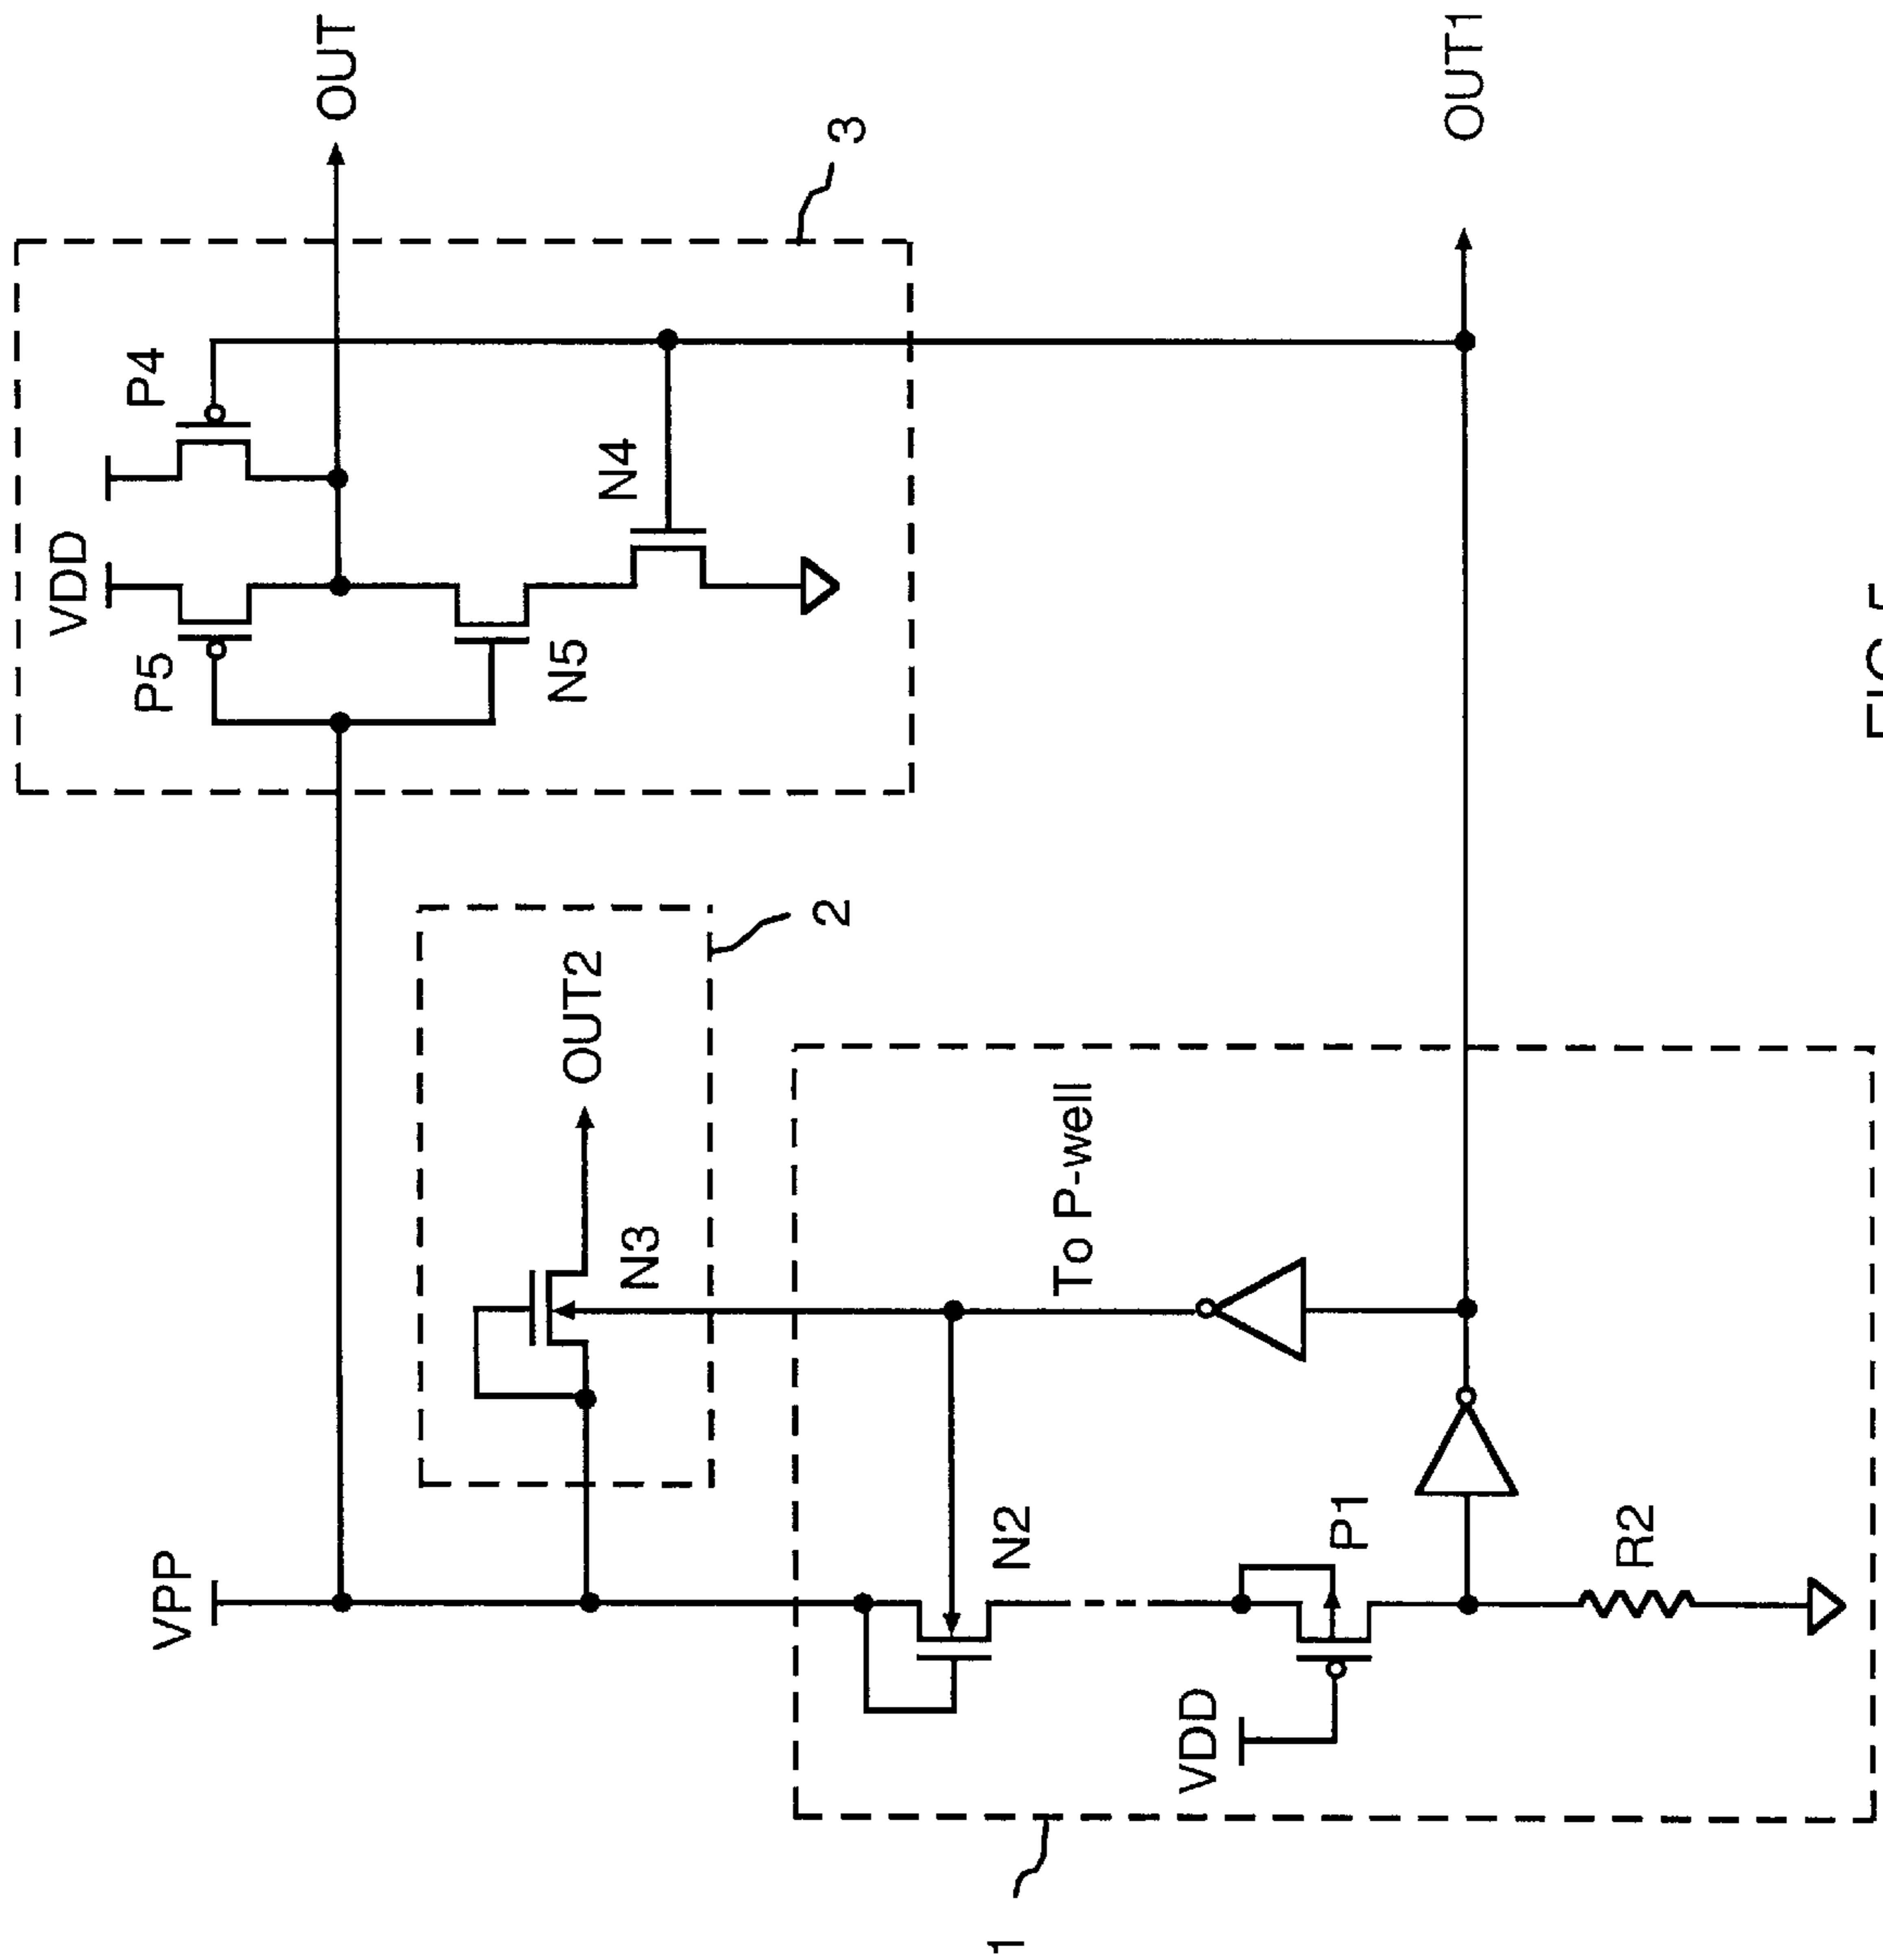 VPP
VDD
P5
P4
OUT
N5
N4
3
OUT2
N3
2
To P-well
N2
VDD
P1
R2
1
OUT1